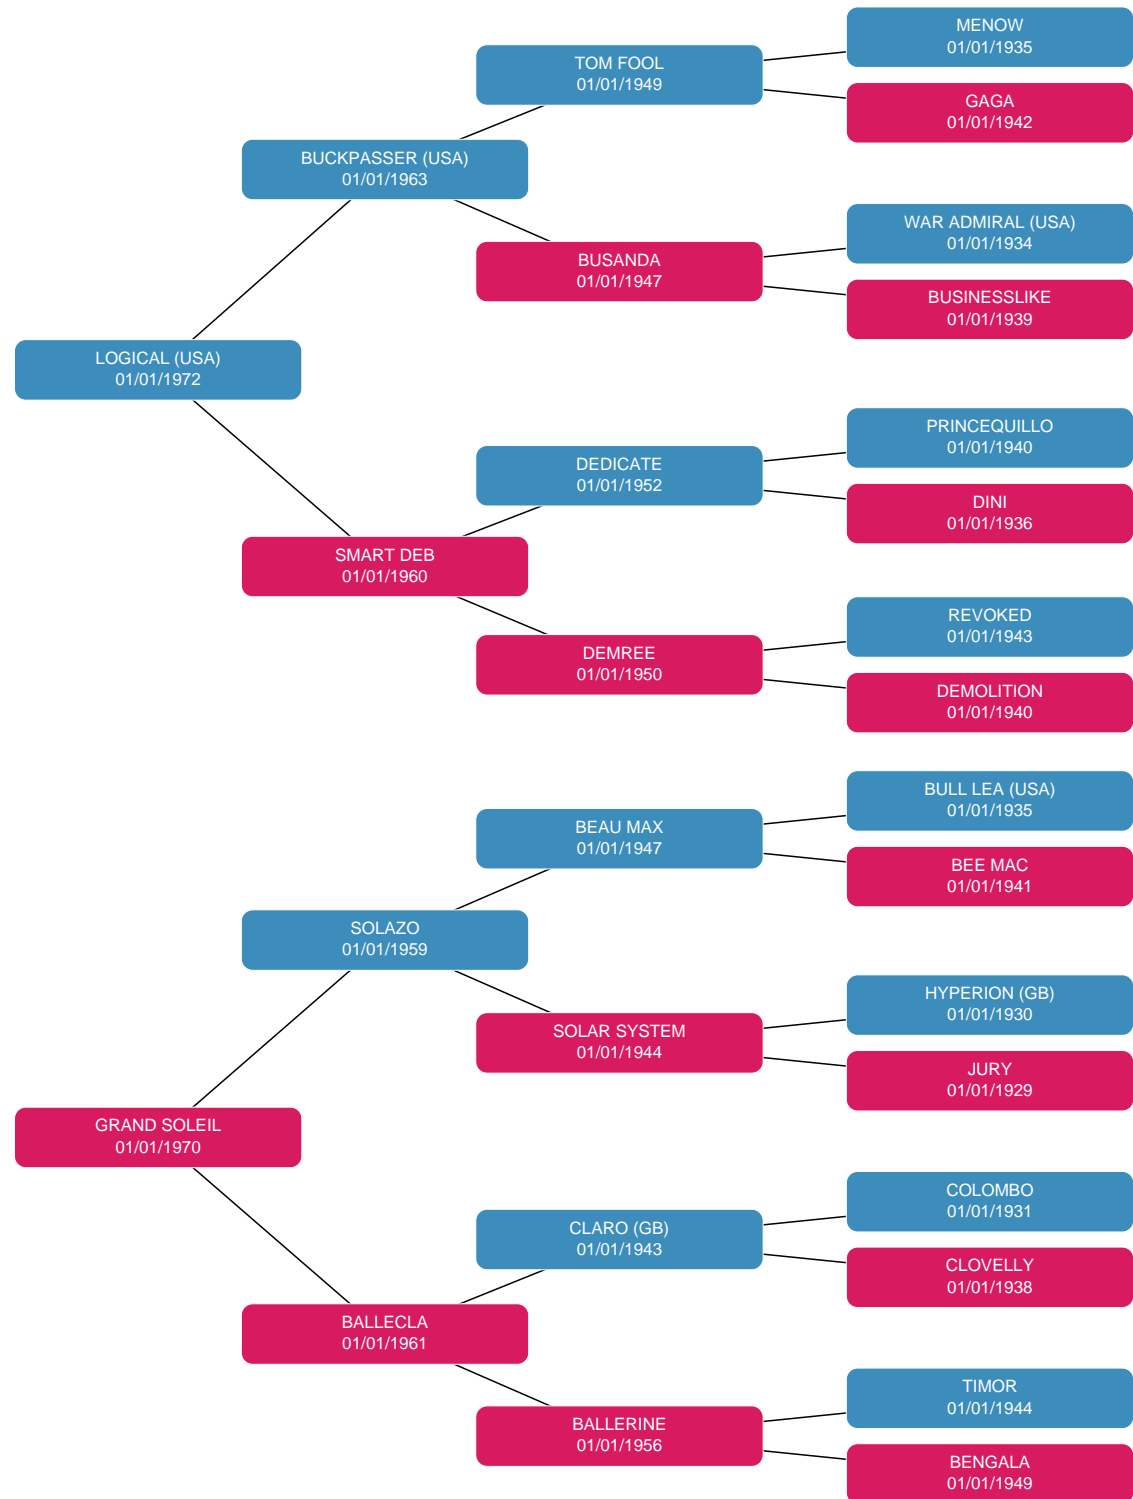 MENOW
01/01/1935
TOM FOOL
01/01/1949
GAGA
01/01/1942
BUCKPASSER (USA)
01/01/1963
WAR ADMIRAL (USA)
01/01/1934
BUSANDA
01/01/1947
BUSINESSLIKE
01/01/1939
LOGICAL (USA)
01/01/1972
PRINCEQUILLO
01/01/1940
DEDICATE
01/01/1952
DINI
01/01/1936
SMART DEB
01/01/1960
REVOKED
01/01/1943
DEMREE
01/01/1950
DEMOLITION
01/01/1940
BULL LEA (USA)
01/01/1935
BEAU MAX
01/01/1947
BEE MAC
01/01/1941
SOLAZO
01/01/1959
HYPERION (GB)
01/01/1930
SOLAR SYSTEM
01/01/1944
JURY
01/01/1929
GRAND SOLEIL
01/01/1970
COLOMBO
01/01/1931
CLARO (GB)
01/01/1943
CLOVELLY
01/01/1938
BALLECLA
01/01/1961
TIMOR
01/01/1944
BALLERINE
01/01/1956
BENGALA
01/01/1949